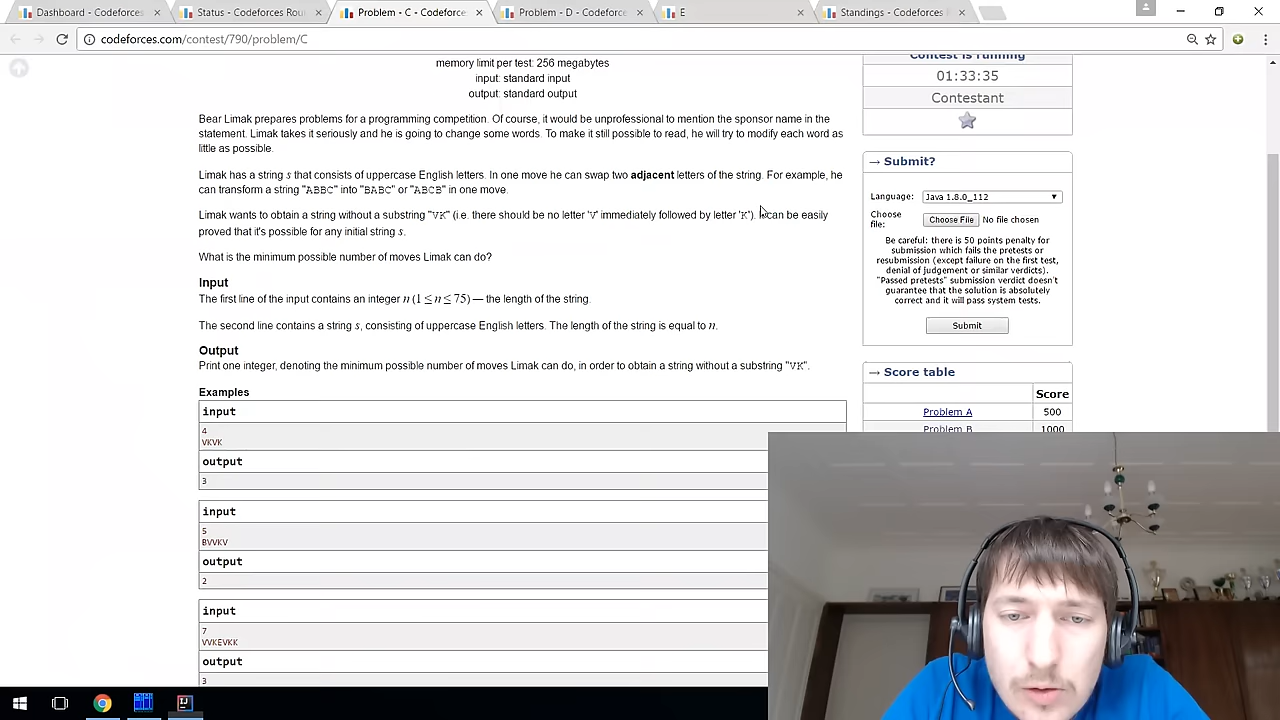 Dashboard - Codeforces
Status - Codeforces Rou
Problem - C - Codeforce
Problem - D - Codeforce
E
Standings - Codeforces
codeforces.com/contest/790/problem/C
memory limit per test: 256 megabytes
input: standard input
output: standard output
Bear Limak prepares problems for a programming competition. Of course, it would be unprofessional to mention the sponsor name in the
statement. Limak takes it seriously and he is going to change some words. To make it still possible to read, he will try to modify each word as
little as possible.
Limak has a string s that consists of uppercase English letters. In one move he can swap two adjacent letters of the string. For example, he
can transform a string "ABBC" into "BABC" or "ACBC" in one move.
Limak wants to obtain a string without a substring "VK" (i.e. there should be no letter 'V' immediately followed by letter 'K'). can be easily
proved that it's possible for any initial string s.
What is the minimum possible number of moves Limak can do?
Input
The first line of the input contains an integer n (1 ≤ n ≤ 75) — the length of the string.
The second line contains a string s, consisting of uppercase English letters. The length of the string is equal to n.
Output
Print one integer, denoting the minimum possible number of moves Limak can do, in order to obtain a string without a substring "VK".
Examples
input
4
VKVK
output
3
input
5
BVVKV
output
2
input
7
VVKEVKK
output
3
Contest is running
01:33:35
Contestant
→ Submit?
Language: Java 1.8.0_112
Choose file: Choose File No file chosen
Be careful: there is 50 points penalty for
submission which fails the pretests or
resubmission (except failure on the first test,
denial of judgement or similar verdicts).
"Passed pretests" submission verdict doesn't
guarantee that the solution is absolutely
correct and it will pass system tests.
Submit
→ Score table
Score
Problem A 500
Problem B 1000